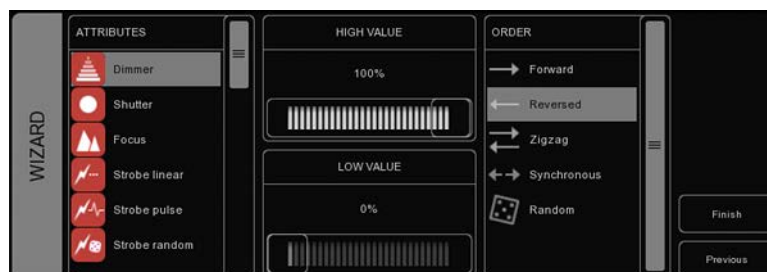 WIZARD
ATTRIBUTES
Dimmer
Shutter
Focus
Strobe linear
Strobe pulse
Strobe random
HIGH VALUE
100%
LOW VALUE
0%
ORDER
Forward
Reversed
Zigzag
Synchronous
Random
Finish
Previous